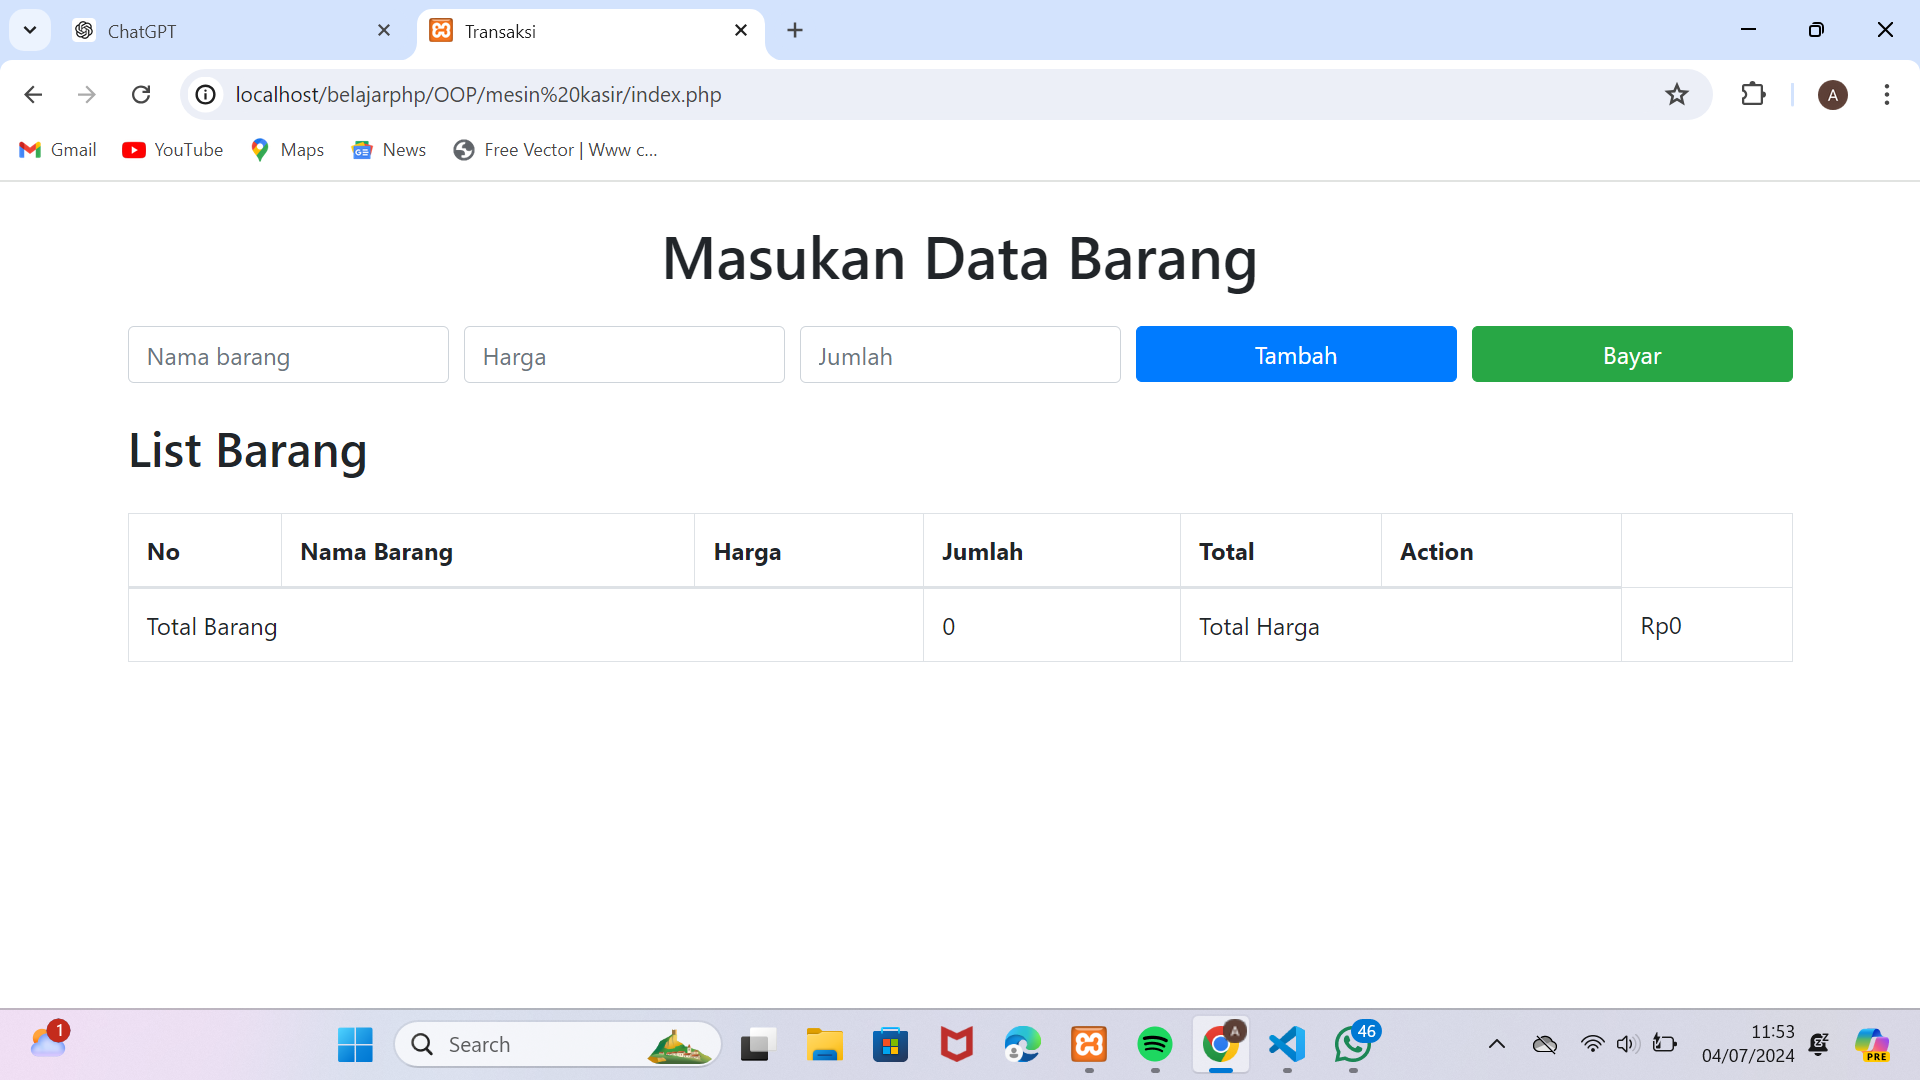 ChatGPT
Transaksi
localhost/belajarphp/OOP/mesin%20kasir/index.php
A
Gmail
YouTube
Maps
News
Free Vector | Www c...
Masukan Data Barang
Nama barang
Harga
Jumlah
Tambah
Bayar
List Barang
No
Nama Barang
Harga
Jumlah
Total
Action
Total Barang
0
Total Harga
Rp0
1
Search
A
46
11:53
04/07/2024
PRE